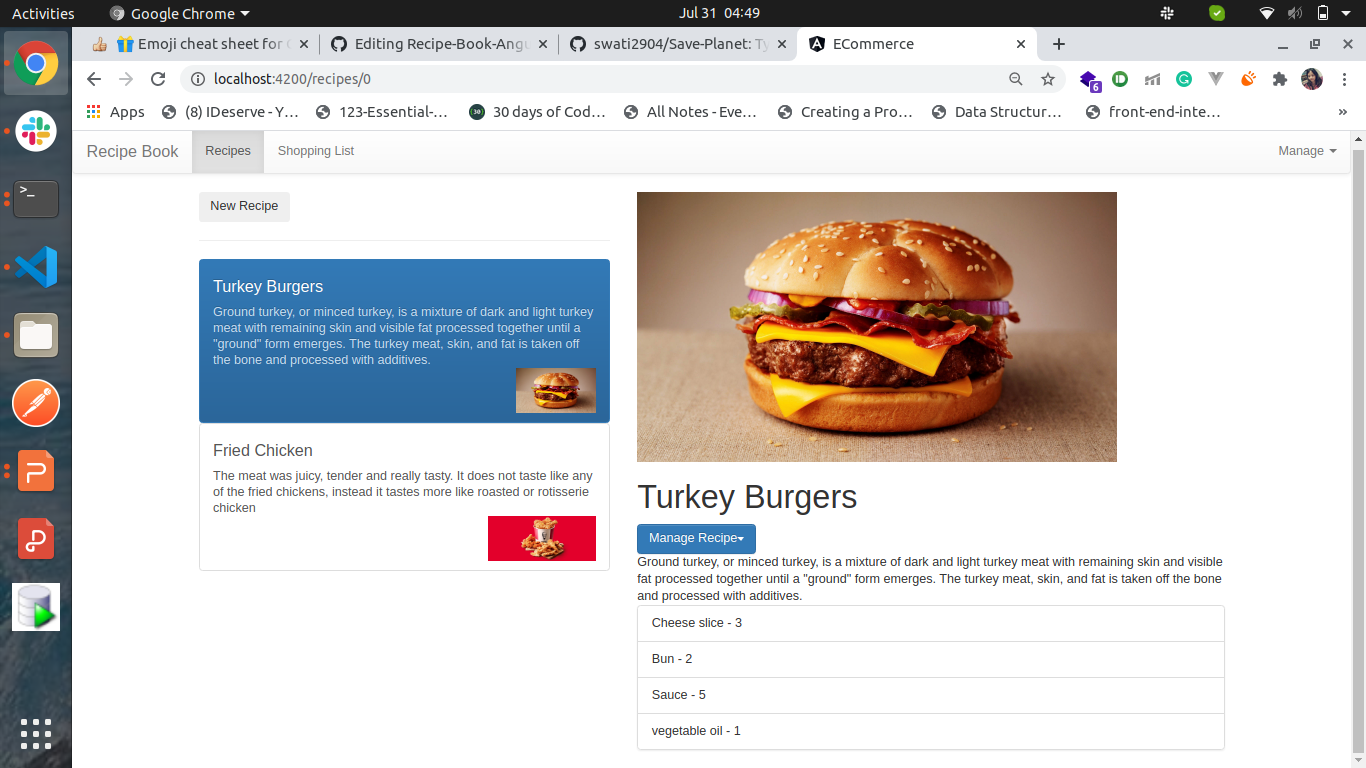 Activities
Google Chrome
Jul 31 04:49
Emoji cheat sheet for
Editing Recipe-Book-Angu
swati2904/Save-Planet: Ty
ECommerce
localhost:4200/recipes/0
6
Apps
(8) IDeserve - Y…
123-Essential-…
30
30 days of Cod…
All Notes - Eve…
Creating a Pro…
Data Structur…
front-end-inte…
»
Recipe Book
Recipes
Shopping List
Manage
New Recipe
Turkey Burgers
Ground turkey, or minced turkey, is a mixture of dark and light turkey
meat with remaining skin and visible fat processed together until a
"ground" form emerges. The turkey meat, skin, and fat is taken off
the bone and processed with additives.
Fried Chicken
The meat was juicy, tender and really tasty. It does not taste like any
of the fried chickens, instead it tastes more like roasted or rotisserie
chicken
Turkey Burgers
Manage Recipe
Ground turkey, or minced turkey, is a mixture of dark and light turkey meat with remaining skin and visible
fat processed together until a "ground" form emerges. The turkey meat, skin, and fat is taken off the bone
and processed with additives.
Cheese slice - 3
Bun - 2
Sauce - 5
vegetable oil - 1